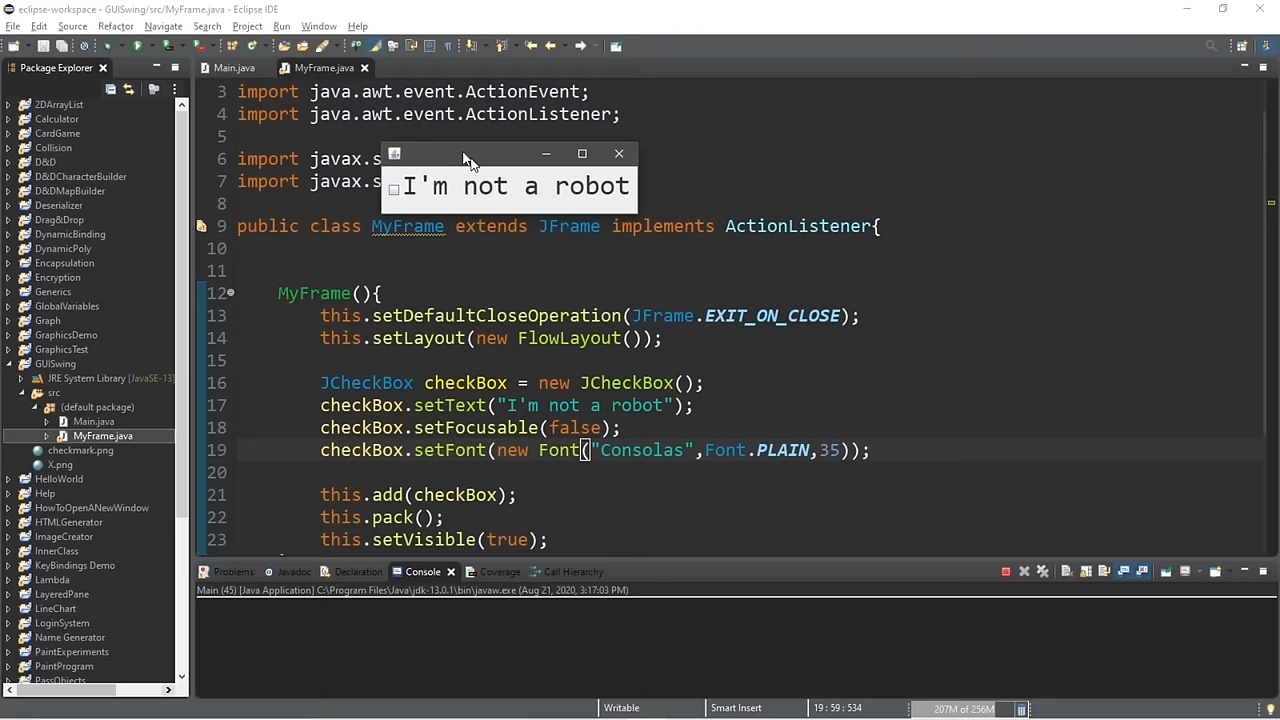 eclipse-workspace - GUISwing/src/MyFrame.java - Eclipse IDE
File Edit Source Refactor Navigate Search Project Run Window Help
Package Explorer
Main.java
MyFrame.java
2DArrayList
Calculator
CardGame
Collision
D&D
D&DCharacterBuilder
D&DMapBuilder
Deserializer
Drag&Drop
DynamicBinding
DynamicPoly
Encapsulation
Encryption
Generics
GlobalVariables
Graph
GraphicsDemo
GraphicsTest
GUISwing
JRE System Library [JavaSE-13]
src
(default package)
Main.java
MyFrame.java
checkmark.png
X.png
HelloWorld
Help
HowToOpenANewWindow
HTMLGenerator
ImageCreator
InnerClass
KeyBindings Demo
Lambda
LayeredPane
LineChart
LoginSystem
Name Generator
PaintExperiments
PaintProgram
PassObjects
3 import java.awt.event.ActionEvent;
4 import java.awt.event.ActionListener;
5
6 import javax.s
7 import javax.s
I'm not a robot
8
9 public class MyFrame extends JFrame implements ActionListener{
10
11
12 MyFrame(){
13 this.setDefaultCloseOperation(JFrame.EXIT_ON_CLOSE);
14 this.setLayout(new FlowLayout());
15
16 JCheckBox checkBox = new JCheckBox();
17 checkBox.setText("I'm not a robot");
18 checkBox.setFocusable(false);
19 checkBox.setFont(new Font("Consolas",Font.PLAIN,35));
20
21 this.add(checkBox);
22 this.pack();
23 this.setVisible(true);
Problems Javadoc Declaration Console Coverage Call Hierarchy
Main (45) [Java Application] C:\Program Files\Java\jdk-13.0.1\bin\javaw.exe (Aug 21, 2020, 3:17:03 PM)
Writable Smart Insert 19 : 59 : 534 207M of 256M